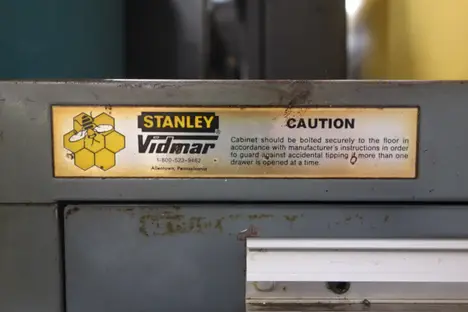 STANLEY
Vidmar
1-800-523-9462
Allentown, Pennsylvania
CAUTION
Cabinet should be bolted securely to the floor in
accordance with manufacturer's instructions in order
to guard against accidental tipping if more than one
drawer is opened at a time.